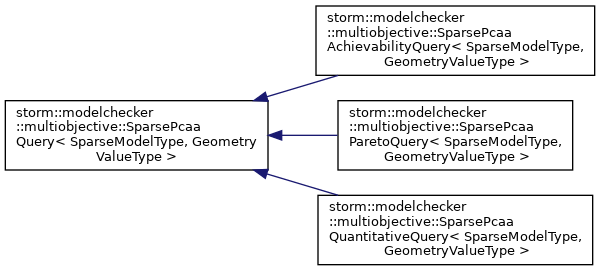 storm::modelchecker
::multiobjective::SparsePcaa
AchievabilityQuery< SparseModelType,
GeometryValueType >
storm::modelchecker
::multiobjective::SparsePcaa
Query< SparseModelType, Geometry
ValueType >
storm::modelchecker
::multiobjective::SparsePcaa
ParetoQuery< SparseModelType,
GeometryValueType >
storm::modelchecker
::multiobjective::SparsePcaa
QuantitativeQuery< SparseModelType,
GeometryValueType >